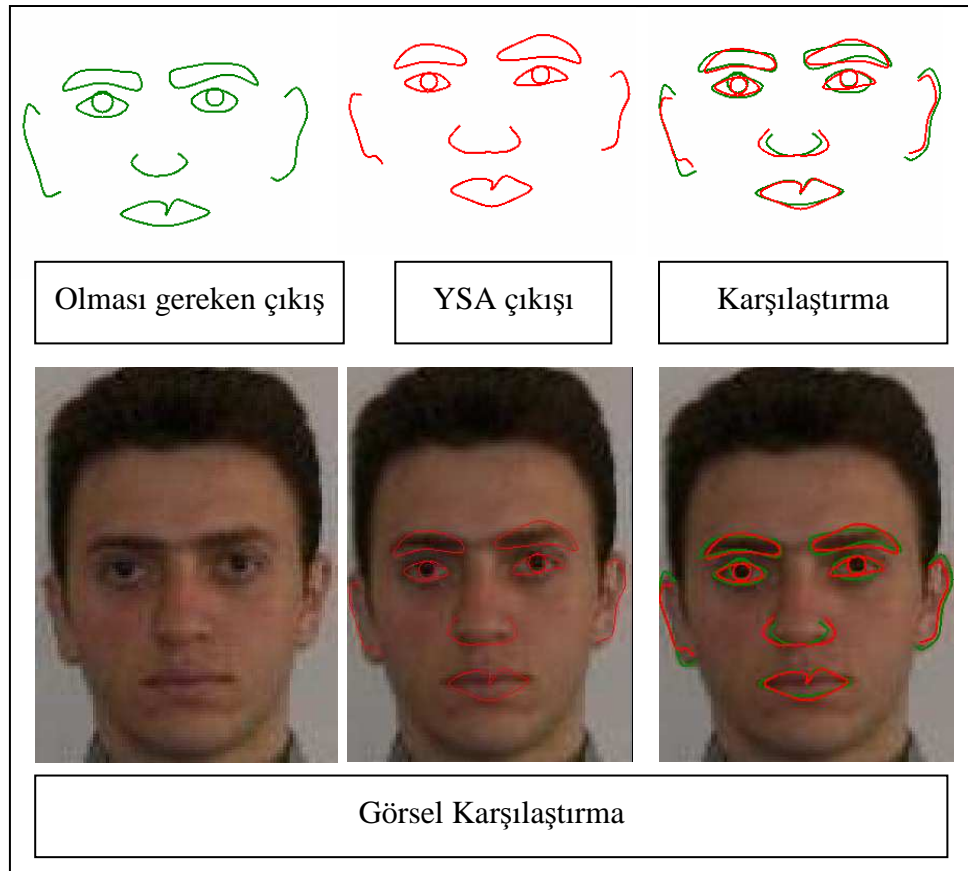 Olması gereken çıkış
YSA çıkışı
Karşılaştırma
Görsel Karşılaştırma